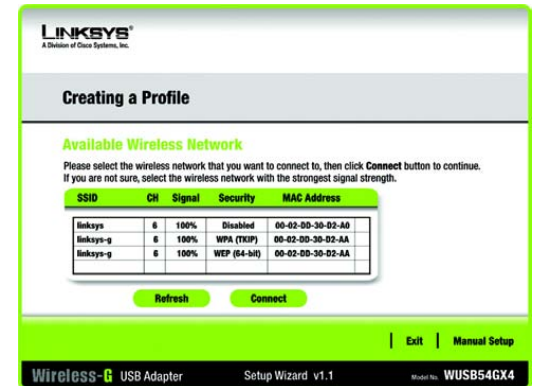 LINKSYS®
A Division of Cisco Systems, Inc.
Creating a Profile
Available Wireless Network
Please select the wireless network that you want to connect to, then click Connect button to continue.
If you are not sure, select the wireless network with the strongest signal strength.
SSID CH Signal Security MAC Address
linksys 6 100% Disabled 00-02-DD-30-D2-A0
linksys-g 6 100% WPA (TKIP) 00-02-DD-30-D2-AA
linksys-g 6 100% WEP (64-bit) 00-02-DD-30-D2-AA
Refresh Connect
Exit Manual Setup
Wireless-G USB Adapter Setup Wizard v1.1 Model No. WUSB54GX4